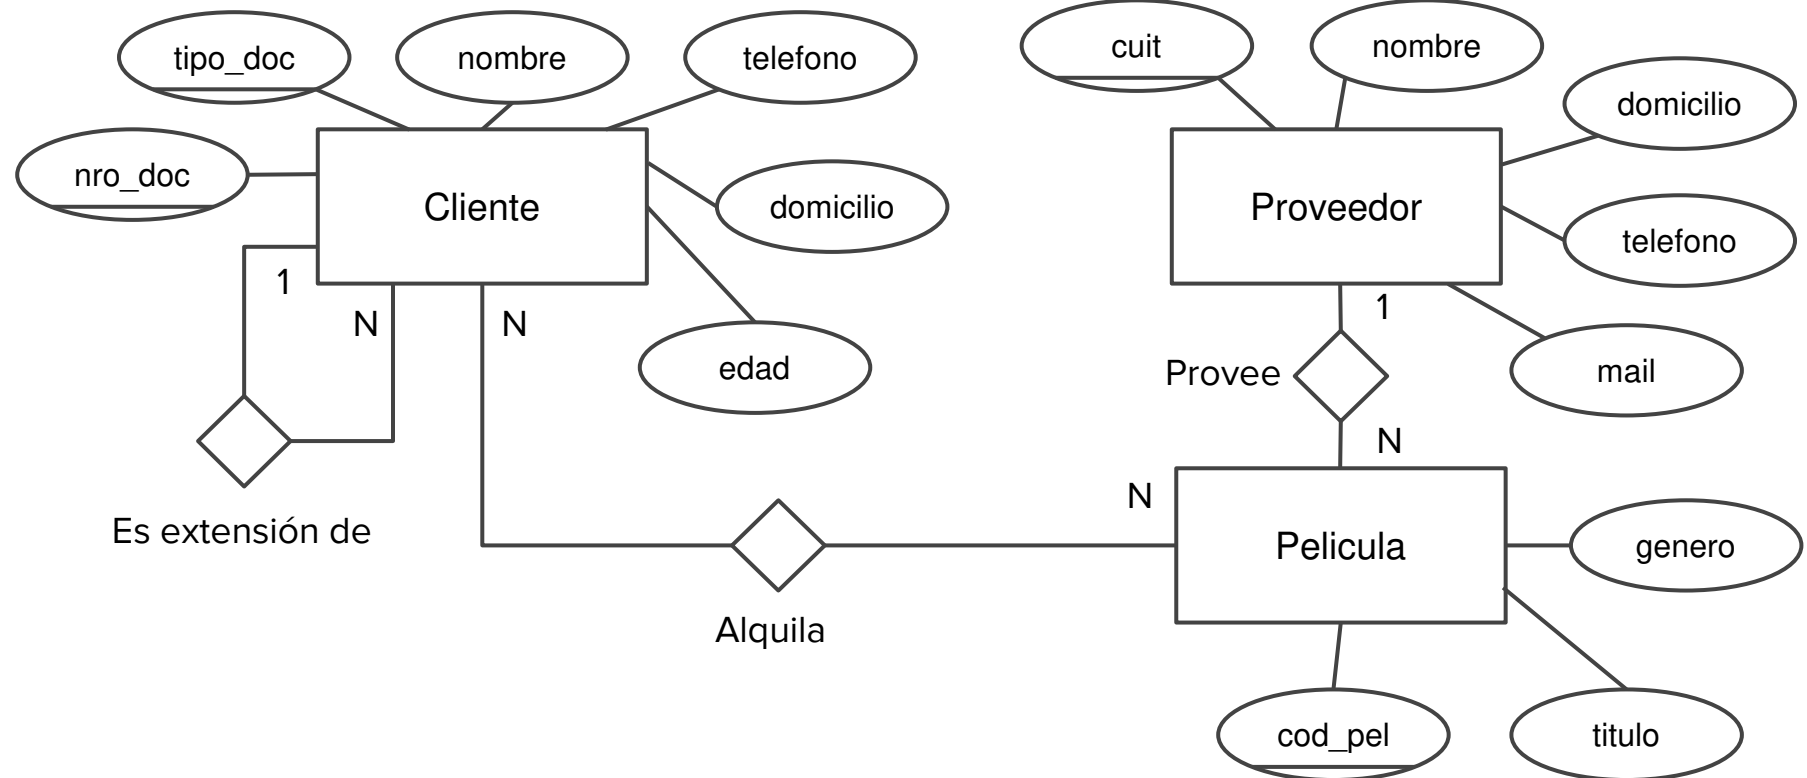 cuit
nombre
tipo_doc
nombre
telefono
domicilio
nro_doc
Cliente
domicilio
Proveedor
telefono
1
N
N
1
edad
Provee
mail
N
N
Es extensión de
Pelicula
genero
Alquila
cod_pel
titulo